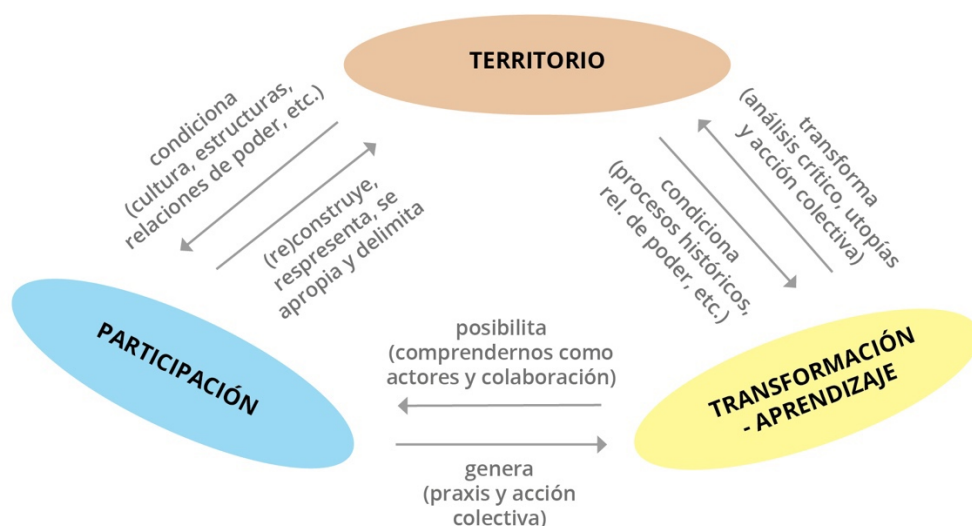 TERRITORIO
condiciona
(cultura, estructuras,
relaciones de poder, etc.)
(re)construye,
respresenta, se
apropia y delimita
transforma
(análisis crítico, utopías
y acción colectiva)
condiciona
(procesos históricos,
rel. de poder, etc.)
PARTICIPACIÓN
posibilita
(comprendernos como
actores y colaboración)
TRANSFORMACIÓN
- APRENDIZAJE
genera
(praxis y acción
colectiva)